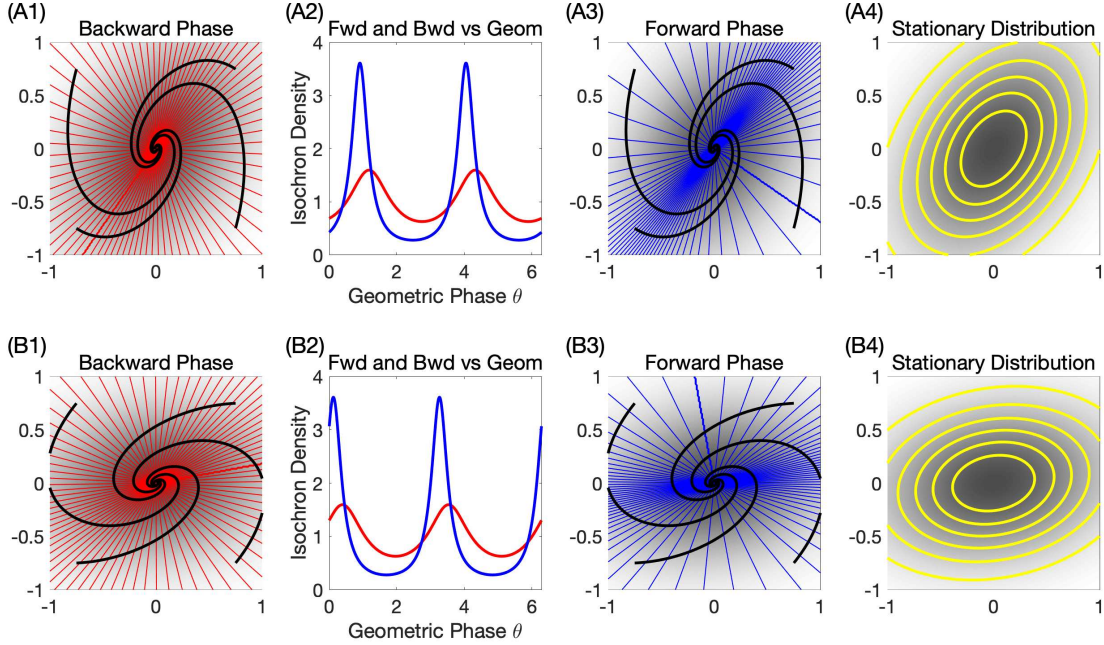 (A1) (A2) (A3) (A4)
Backward Phase Fwd and Bwd vs Geom Forward Phase Stationary Distribution
1 4 1 1
0.5 3 0.5 0.5
0 2 0 0
-0.5 1 -0.5 -0.5
-1 0 -1 -1
Isochron Density
-1 0 1 0 2 4 6 -1 0 1 -1 0 1
Geometric Phase θ
(B1) (B2) (B3) (B4)
Backward Phase Fwd and Bwd vs Geom Forward Phase Stationary Distribution
1 4 1 1
0.5 3 0.5 0.5
0 2 0 0
-0.5 1 -0.5 -0.5
-1 0 -1 -1
Isochron Density
-1 0 1 0 2 4 6 -1 0 1 -1 0 1
Geometric Phase θ